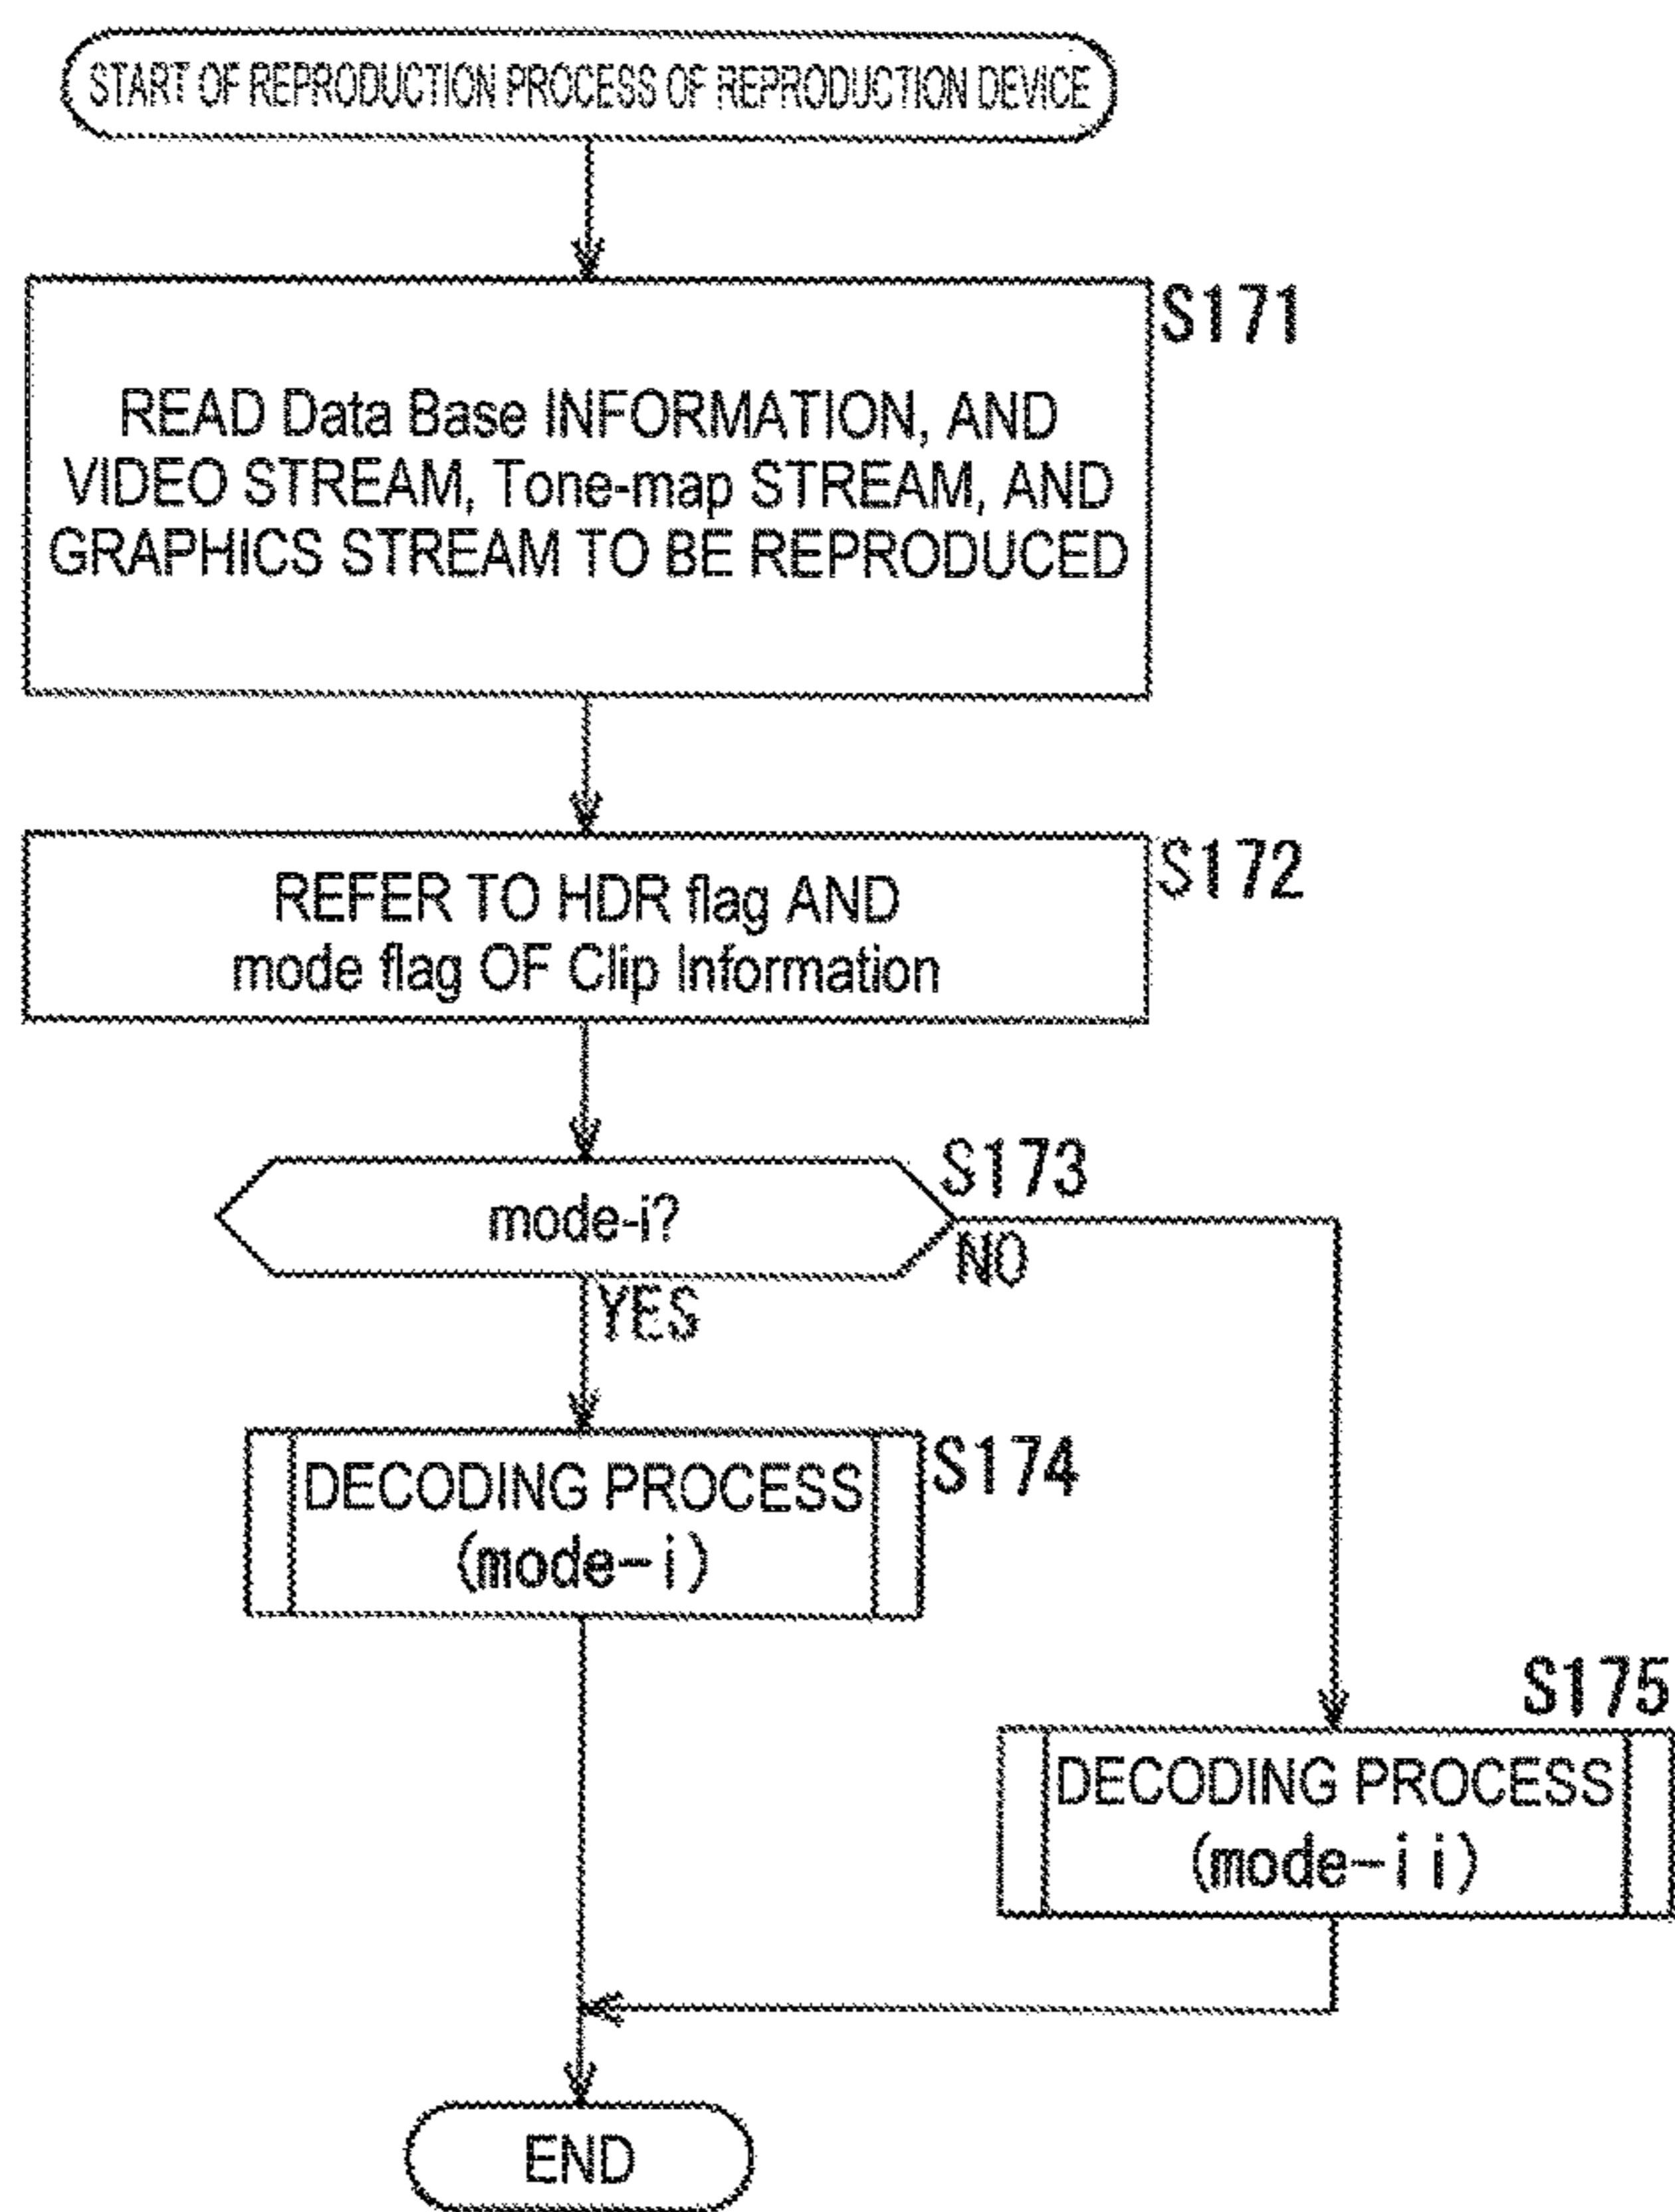 START OF REPRODUCTION PROCESS OF REPRODUCTION DEVICE
S171
READ Data Base INFORMATION, AND
VIDEO STREAM, Tone-map STREAM, AND
GRAPHICS STREAM TO BE REPRODUCED
S172
REFER TO HDR flag AND
mode flag OF Clip Information
S173
mode-i?
NO
YES
S174
DECODING PROCESS
(mode-i)
S175
DECODING PROCESS
(mode-ii)
END